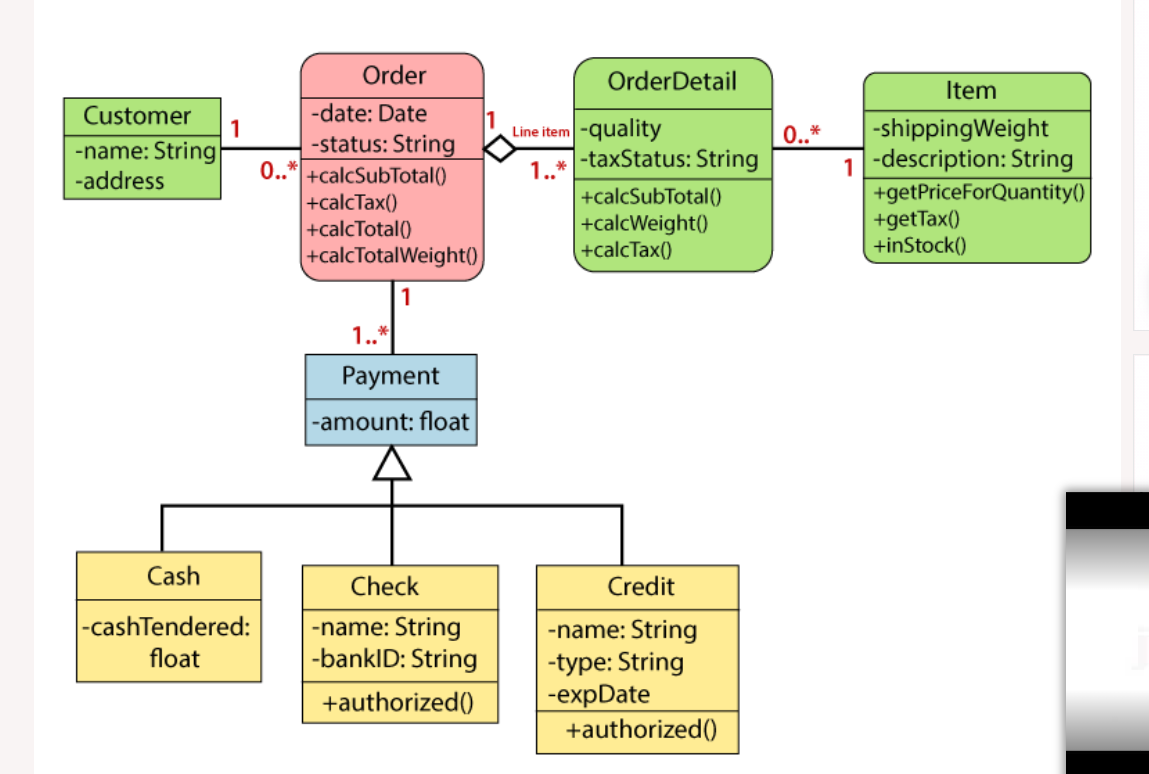 Customer
-name: String
-address
1
0..*
Order
-date: Date
-status: String
+calcSubTotal()
+calcTax()
+calcTotal()
+calcTotalWeight()
1
Line item
1..*
OrderDetail
-quality
-taxStatus: String
+calcSubTotal()
+calcWeight()
+calcTax()
0..*
1
Item
-shippingWeight
-description: String
+getPriceForQuantity()
+getTax()
+inStock()
1
1..*
Payment
-amount: float
Cash
-cashTendered:
float
Check
-name: String
-bankID: String
+authorized()
Credit
-name: String
-type: String
-expDate
+authorized()